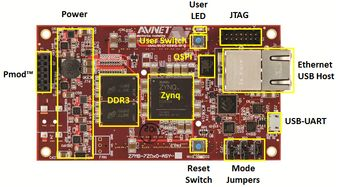 Power
User
LED
JTAG
AVNET
User Switch
QSPI
Pmod™
DDR3
ZYNQ
Zynq
Ethernet
USB Host
USB-UART
Reset
Switch
Mode
Jumpers